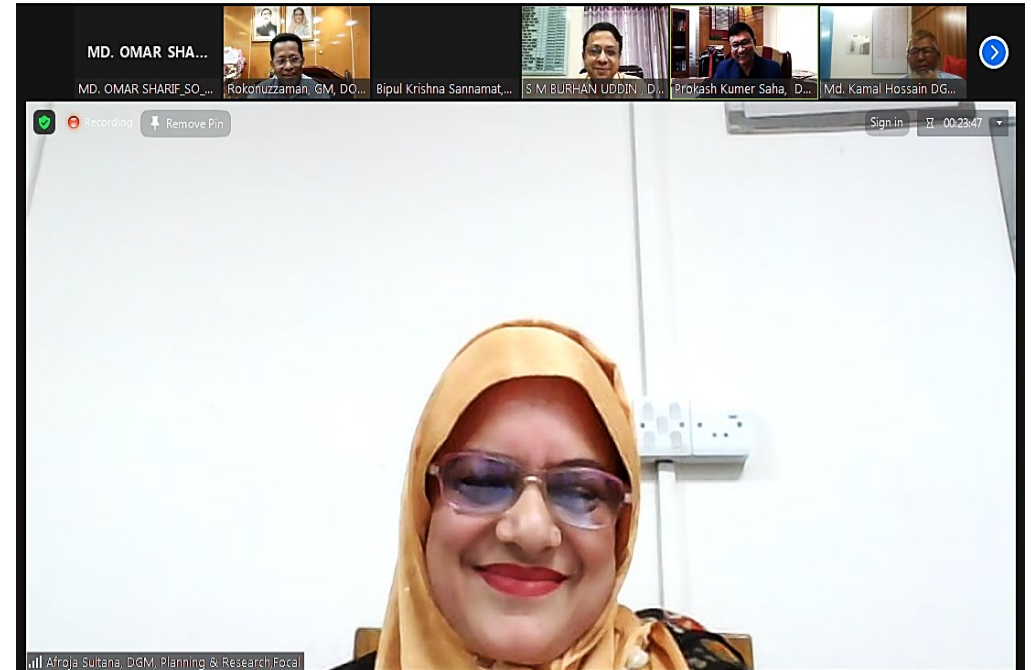 MD. OMAR SHA...
MD. OMAR SHARIF_SO_...
Rokonuzzaman, GM, DO...
Bipul Krishna Sannamat,...
S M BURHAN UDDIN , D...
Prokash Kumer Saha, D...
Md. Kamal Hossain DG...
Recording
Remove Pin
Sign in
00:23:47
Afroja Sultana, DGM, Planning & Research,Focal